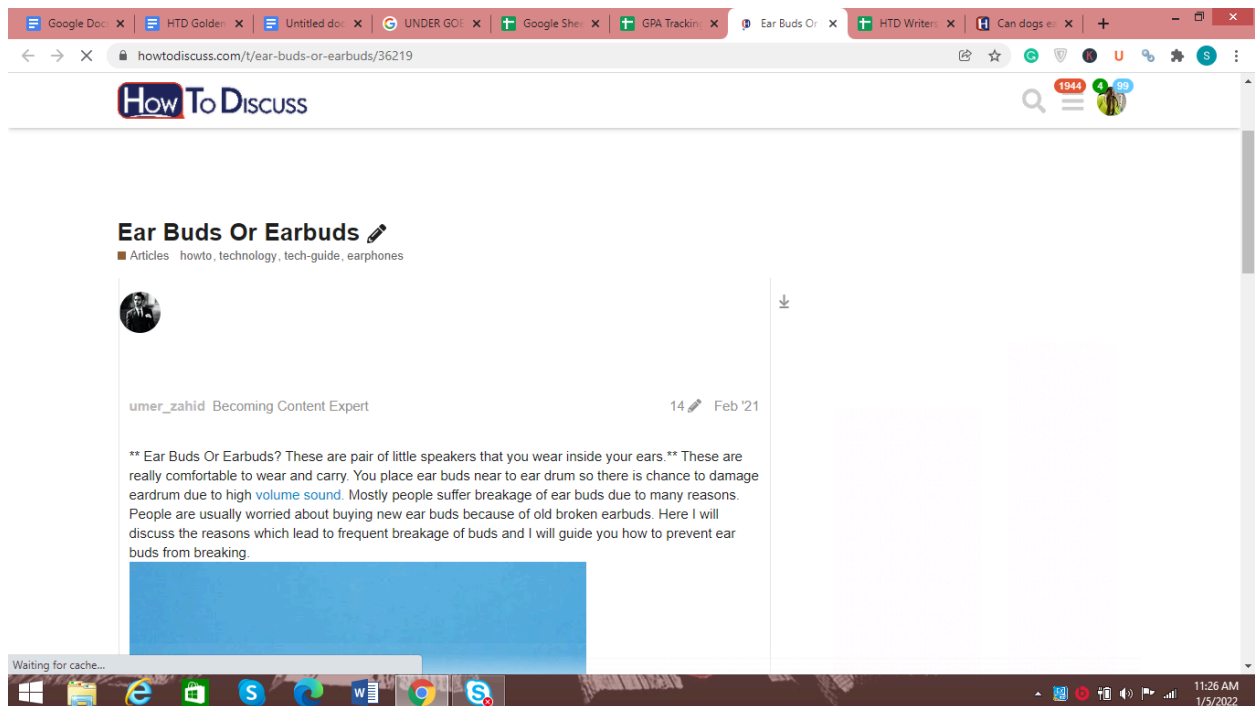 Google Doc
HTD Golden
Untitled doc
UNDER GOE
Google Shee
GPA Tracking
Ear Buds Or
HTD Writers
Can dogs ea
howtodiscuss.com/t/ear-buds-or-earbuds/36219
How To Discuss
1944
4
99
Ear Buds Or Earbuds
Articles howto, technology, tech-guide, earphones
umer_zahid Becoming Content Expert 14 Feb '21
** Ear Buds Or Earbuds? These are pair of little speakers that you wear inside your ears.** These are
really comfortable to wear and carry. You place ear buds near to ear drum so there is chance to damage
eardrum due to high volume sound. Mostly people suffer breakage of ear buds due to many reasons.
People are usually worried about buying new ear buds because of old broken earbuds. Here I will
discuss the reasons which lead to frequent breakage of buds and I will guide you how to prevent ear
buds from breaking.
Waiting for cache...
11:26 AM
1/5/2022